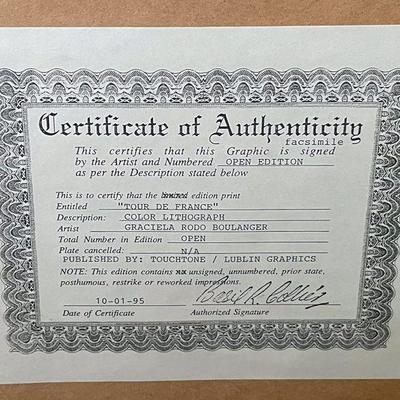 Certificate of Authenticity
facsimile
This certifies that this Graphic is signed
by the Artist and Numbered OPEN EDITION
as per the Description stated below
This is to certify that the limited edition print
Entitled "TOUR DE FRANCE"
Description: COLOR LITHOGRAPH
Artist GRACIELA RODO BOULANGER
Total Number in Edition OPEN
Plate cancelled: N/A
PUBLISHED BY: TOUCHTONE / LUBLIN GRAPHICS
NOTE: This edition contains no unsigned, unnumbered, prior state,
posthumous, restrike or reworked impressions.
10-01-95 Basil R. Collier
Date of Certificate Authorized Signature